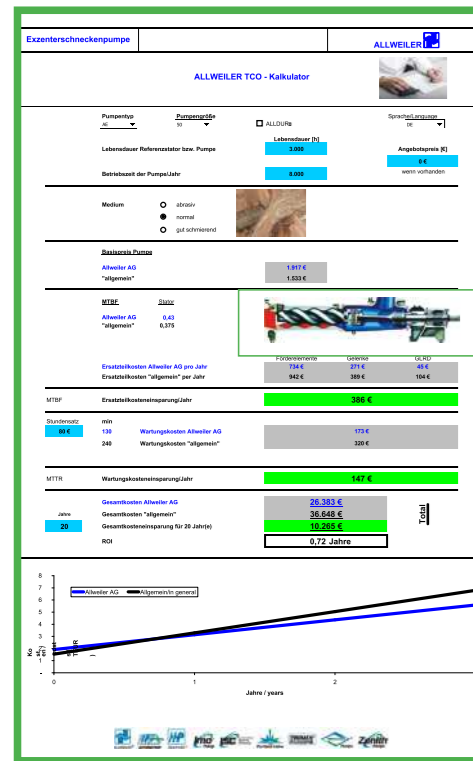 Exzenterschneckenpumpe
ALLWEILER
ALLWEILER TCO - Kalkulator
Pumpentyp Pumpengröße Sprache/Language
AE 50 ALLDUR® DE
Lebensdauer [h]
Lebensdauer Referenzstator bzw. Pumpe 3.000 Angebotspreis [€]
0 €
Betriebszeit der Pumpe/Jahr 8.000 wenn vorhanden
Medium abrasiv
normal
gut schmierend
Basispreis Pumpe
Allweiler AG 1.917 €
"allgemein" 1.533 €
MTBF Stator
Allweiler AG 0,43
"allgemein" 0,375
Förderelemente Gelenke GLRD
Ersatzteilkosten Allweiler AG pro Jahr 734 € 271 € 45 €
Ersatzteilkosten "allgemein" per Jahr 942 € 389 € 104 €
MTBF Ersatzteilkosteneinsparung/Jahr 386 €
Stundensatz min
80 € 130 Wartungskosten Allweiler AG 173 €
240 Wartungskosten "allgemein" 320 €
MTTR Wartungskosteneinsparung/Jahr 147 €
Gesamtkosten Allweiler AG 26.383 €
Jahre Gesamtkosten "allgemein" 36.648 €
20 Gesamtkosteneinsparung für 20 Jahr(e) 10.265 €
Total
ROI 0,72 Jahre
8
7
6
5
4
3
2
1
-
Allweiler AG Allgemein/in general
0 1 2
Jahre / years
imo
Zenith